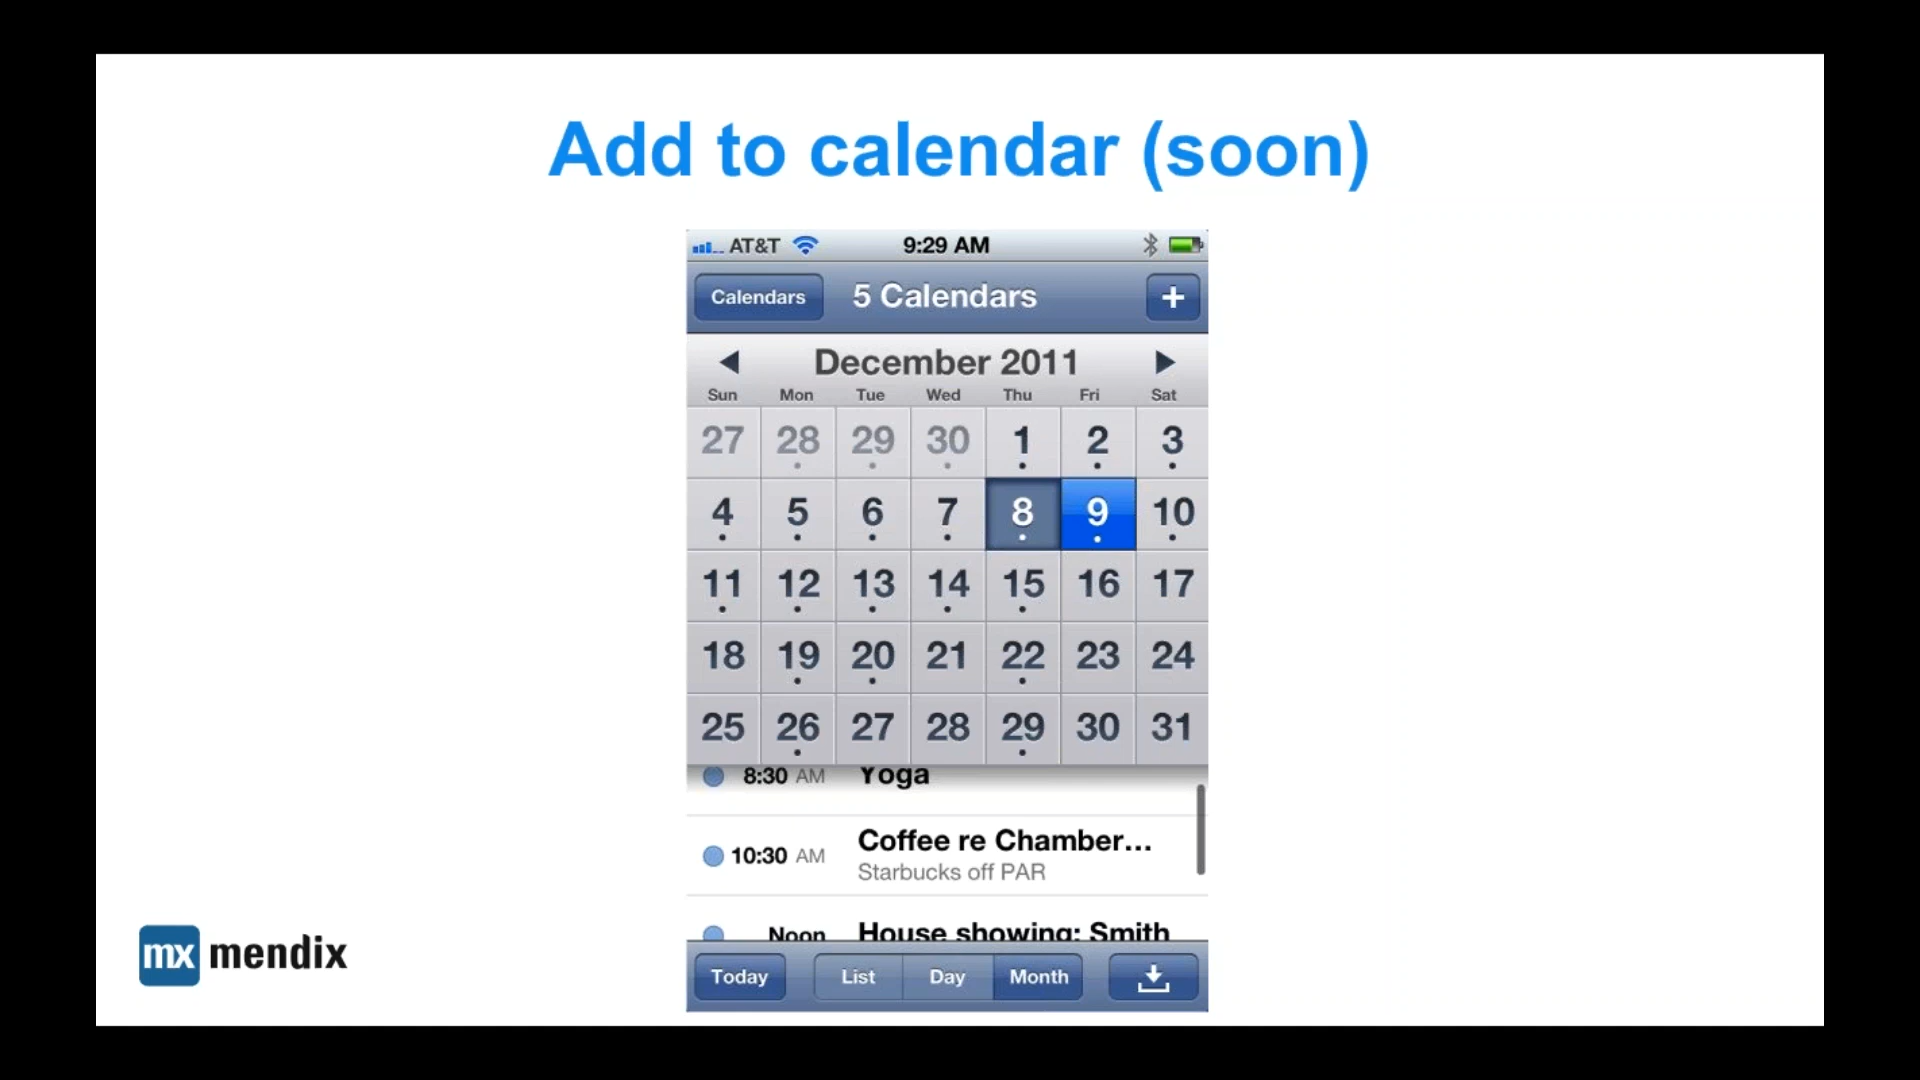 Add to calendar (soon)
AT&T 9:29 AM
Calendars 5 Calendars +
December 2011
Sun Mon Tue Wed Thu Fri Sat
27 28 29 30 1 2 3
4 5 6 7 8 9 10
11 12 13 14 15 16 17
18 19 20 21 22 23 24
25 26 27 28 29 30 31
8:30 AM Yoga
10:30 AM Coffee re Chamber...
Starbucks off PAR
Noon House showing: Smith
Today List Day Month
mx mendix